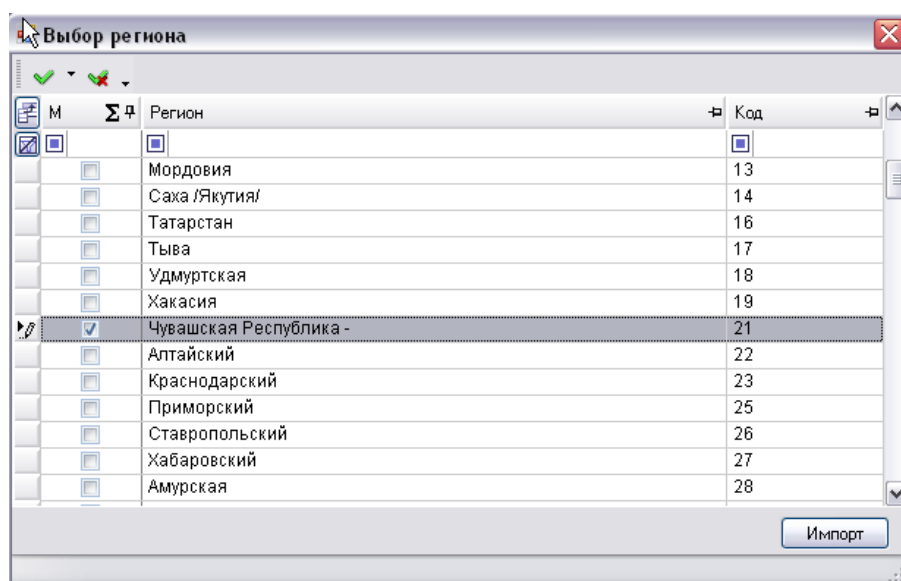 Выбор региона
М Σ Регион Код
Мордовия 13
Саха /Якутия/ 14
Татарстан 16
Тыва 17
Удмуртская 18
Хакасия 19
Чувашская Республика - 21
Алтайский 22
Краснодарский 23
Приморский 25
Ставропольский 26
Хабаровский 27
Амурская 28
Импорт